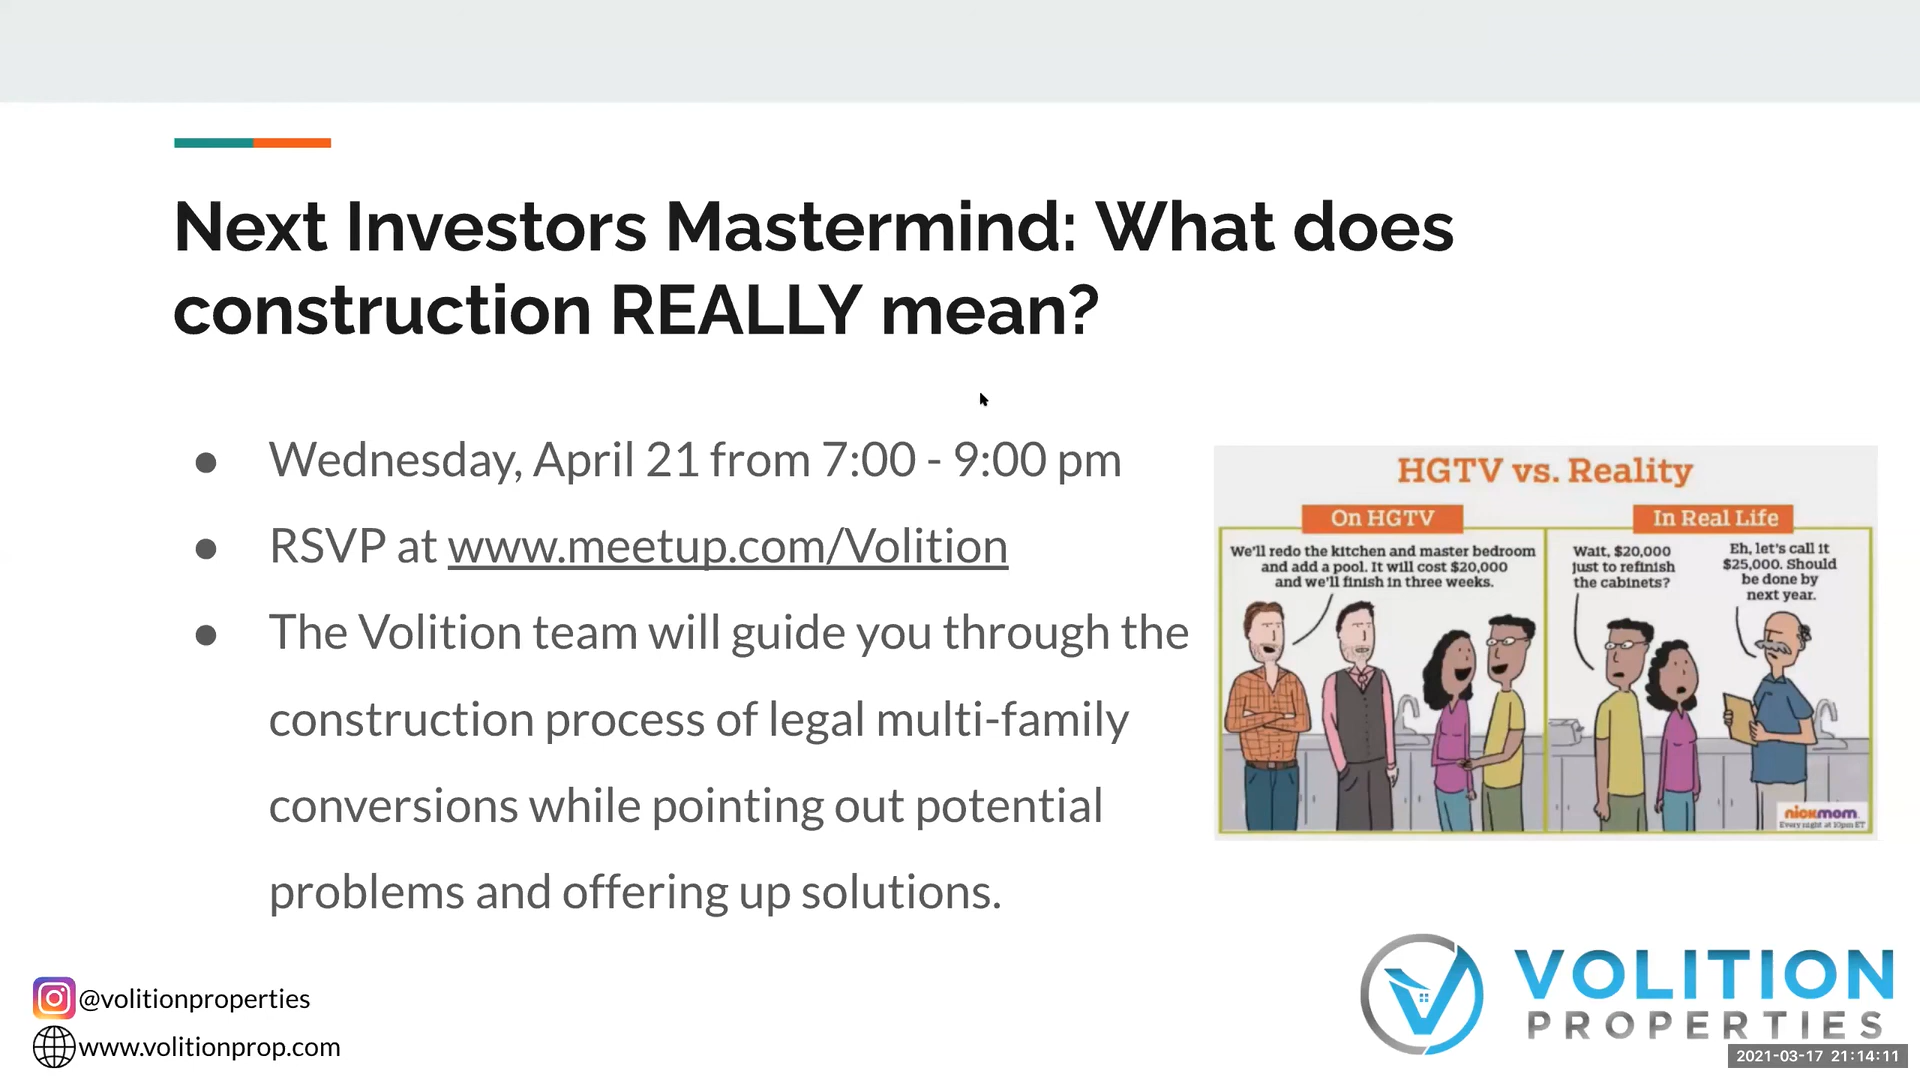 Next Investors Mastermind: What does
construction REALLY mean?
● Wednesday, April 21 from 7:00 - 9:00 pm
● RSVP at www.meetup.com/Volition
● The Volition team will guide you through the
construction process of legal multi-family
conversions while pointing out potential
problems and offering up solutions.
HGTV vs. Reality
On HGTV
We'll redo the kitchen and master bedroom
and add a pool. It will cost $20,000
and we'll finish in three weeks.
In Real Life
Wait, $20,000
just to refinish
the cabinets?
Eh, let's call it
$25,000. Should
be done by
next year.
nickmom
Every night at 10pm ET
@volitionproperties
www.volitionprop.com
VOLITION
PROPERTIES
2021-03-17 21:14:11